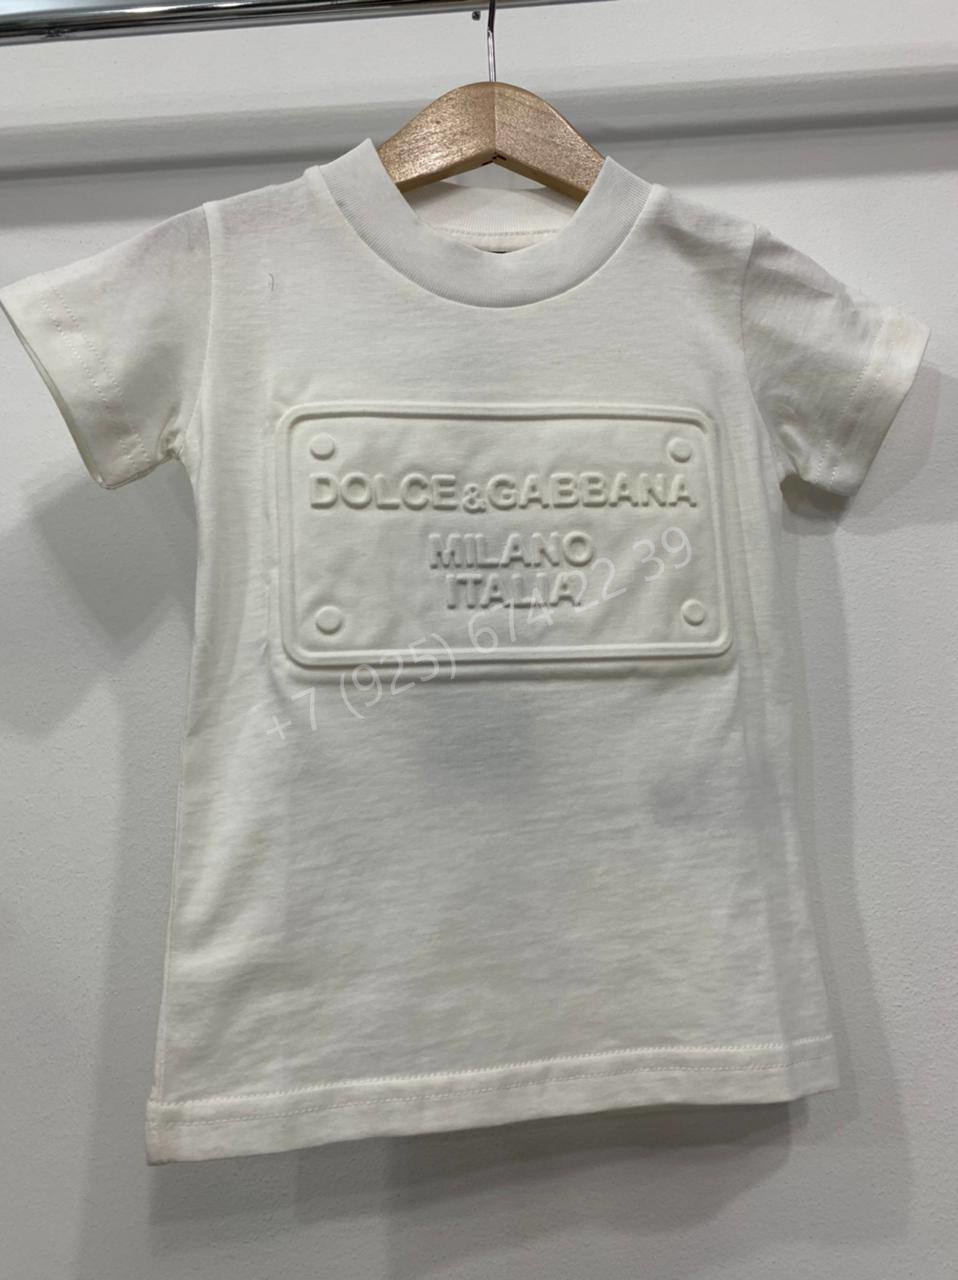 DOLCE&GABBANA
MILANO
ITALIA
+7 (925) 674 22 39